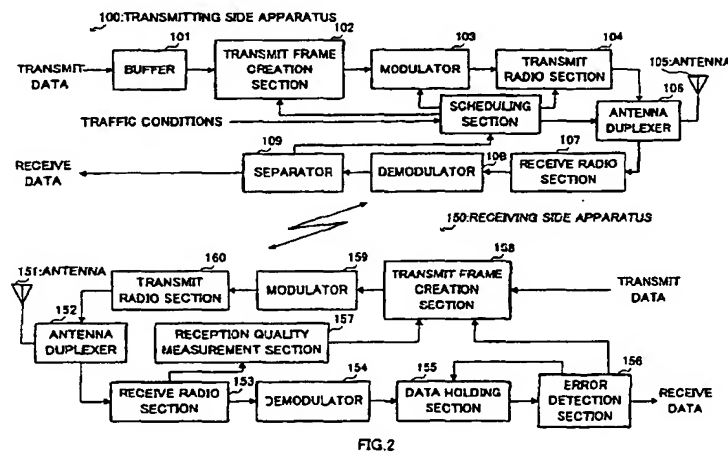 100:TRANSMITTING SIDE APPARATUS
101
102
103
104
105:ANTENNA
TRANSMIT
DATA
BUFFER
TRANSMIT FRAME
CREATION
SECTION
MODULATOR
TRANSMIT
RADIO SECTION
106
TRAFFIC CONDITIONS
SCHEDULING
SECTION
ANTENNA
DUPLEXER
109
108
107
RECEIVE
DATA
SEPARATOR
DEMODULATOR
RECEIVE RADIO
SECTION
150:RECEIVING SIDE APPARATUS
151:ANTENNA
160
159
158
TRANSMIT
RADIO SECTION
MODULATOR
TRANSMIT FRAME
CREATION
SECTION
TRANSMIT
DATA
152
157
ANTENNA
DUPLEXER
RECEPTION QUALITY
MEASUREMENT SECTION
154
155
156
RECEIVE RADIO
SECTION
153
DEMODULATOR
DATA HOLDING
SECTION
ERROR
DETECTION
SECTION
RECEIVE
DATA
FIG.2